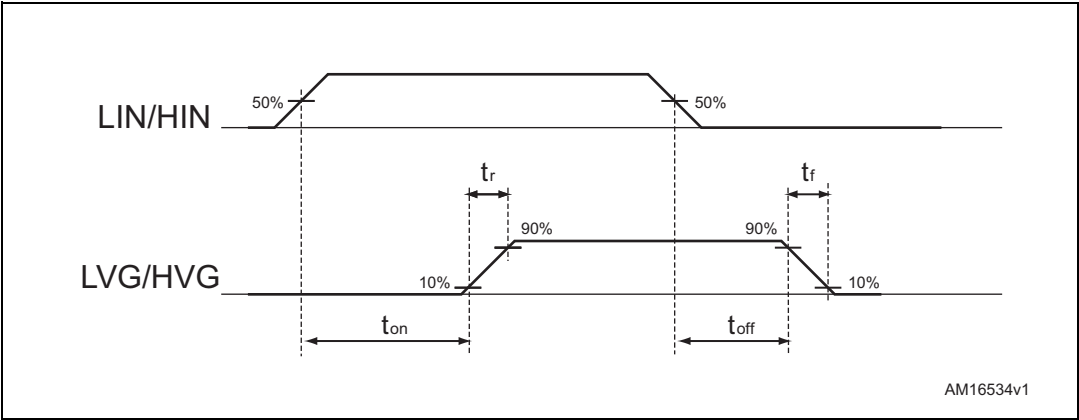 LIN/HIN
50%
50%
tr
tf
LVG/HVG
10%
90%
90%
10%
ton
toff
AM16534v1